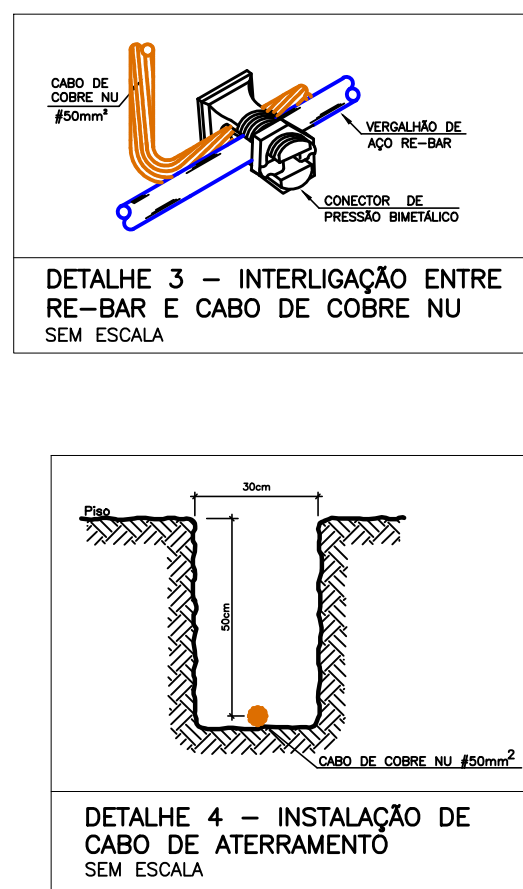 CABO DE
COBRE NU
#50mm²
VERGALHÃO DE
AÇO RE-BAR
CONECTOR DE
PRESSÃO BIMETÁLICO
DETALHE 3 – INTERLIGAÇÃO ENTRE
RE-BAR E CABO DE COBRE NU
SEM ESCALA
30cm
Piso
50cm
CABO DE COBRE NU #50mm²
DETALHE 4 – INSTALAÇÃO DE
CABO DE ATERRAMENTO
SEM ESCALA